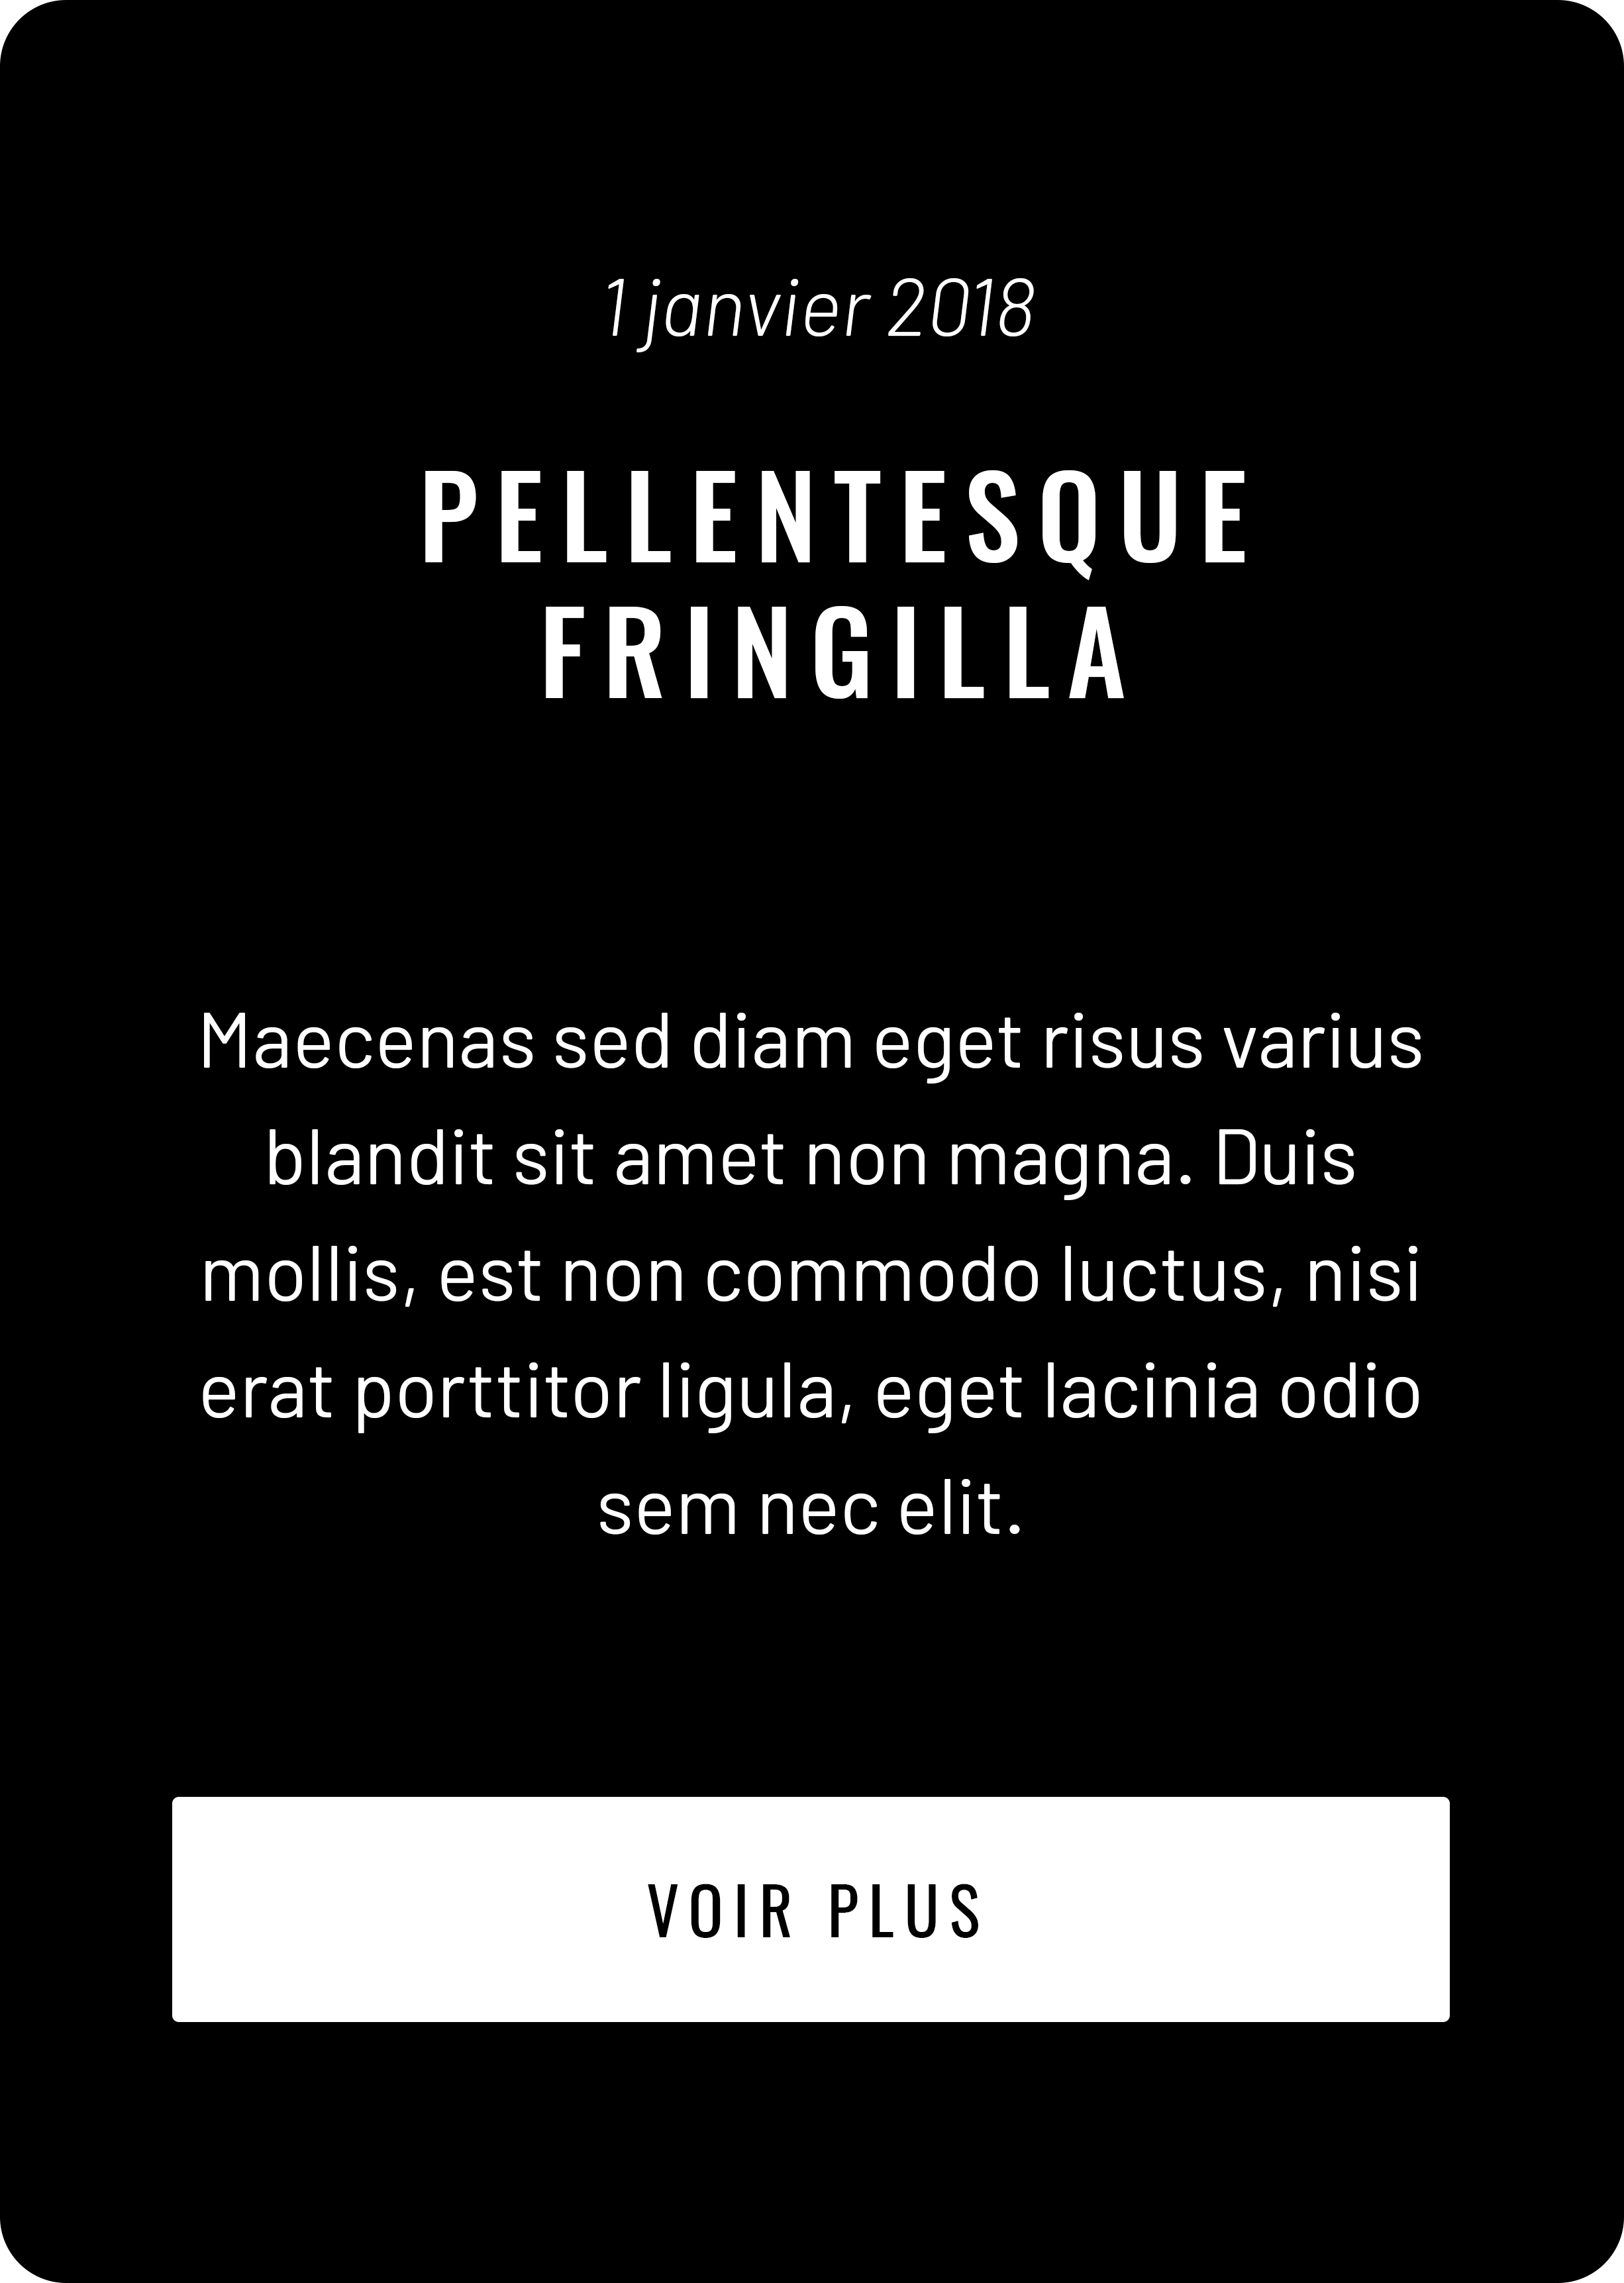 1 janvier 2018
PELLENTESQUE
FRINGILLA
Maecenas sed diam eget risus varius
blandit sit amet non magna. Duis
mollis, est non commodo luctus, nisi
erat porttitor ligula, eget lacinia odio
sem nec elit.
VOIR PLUS